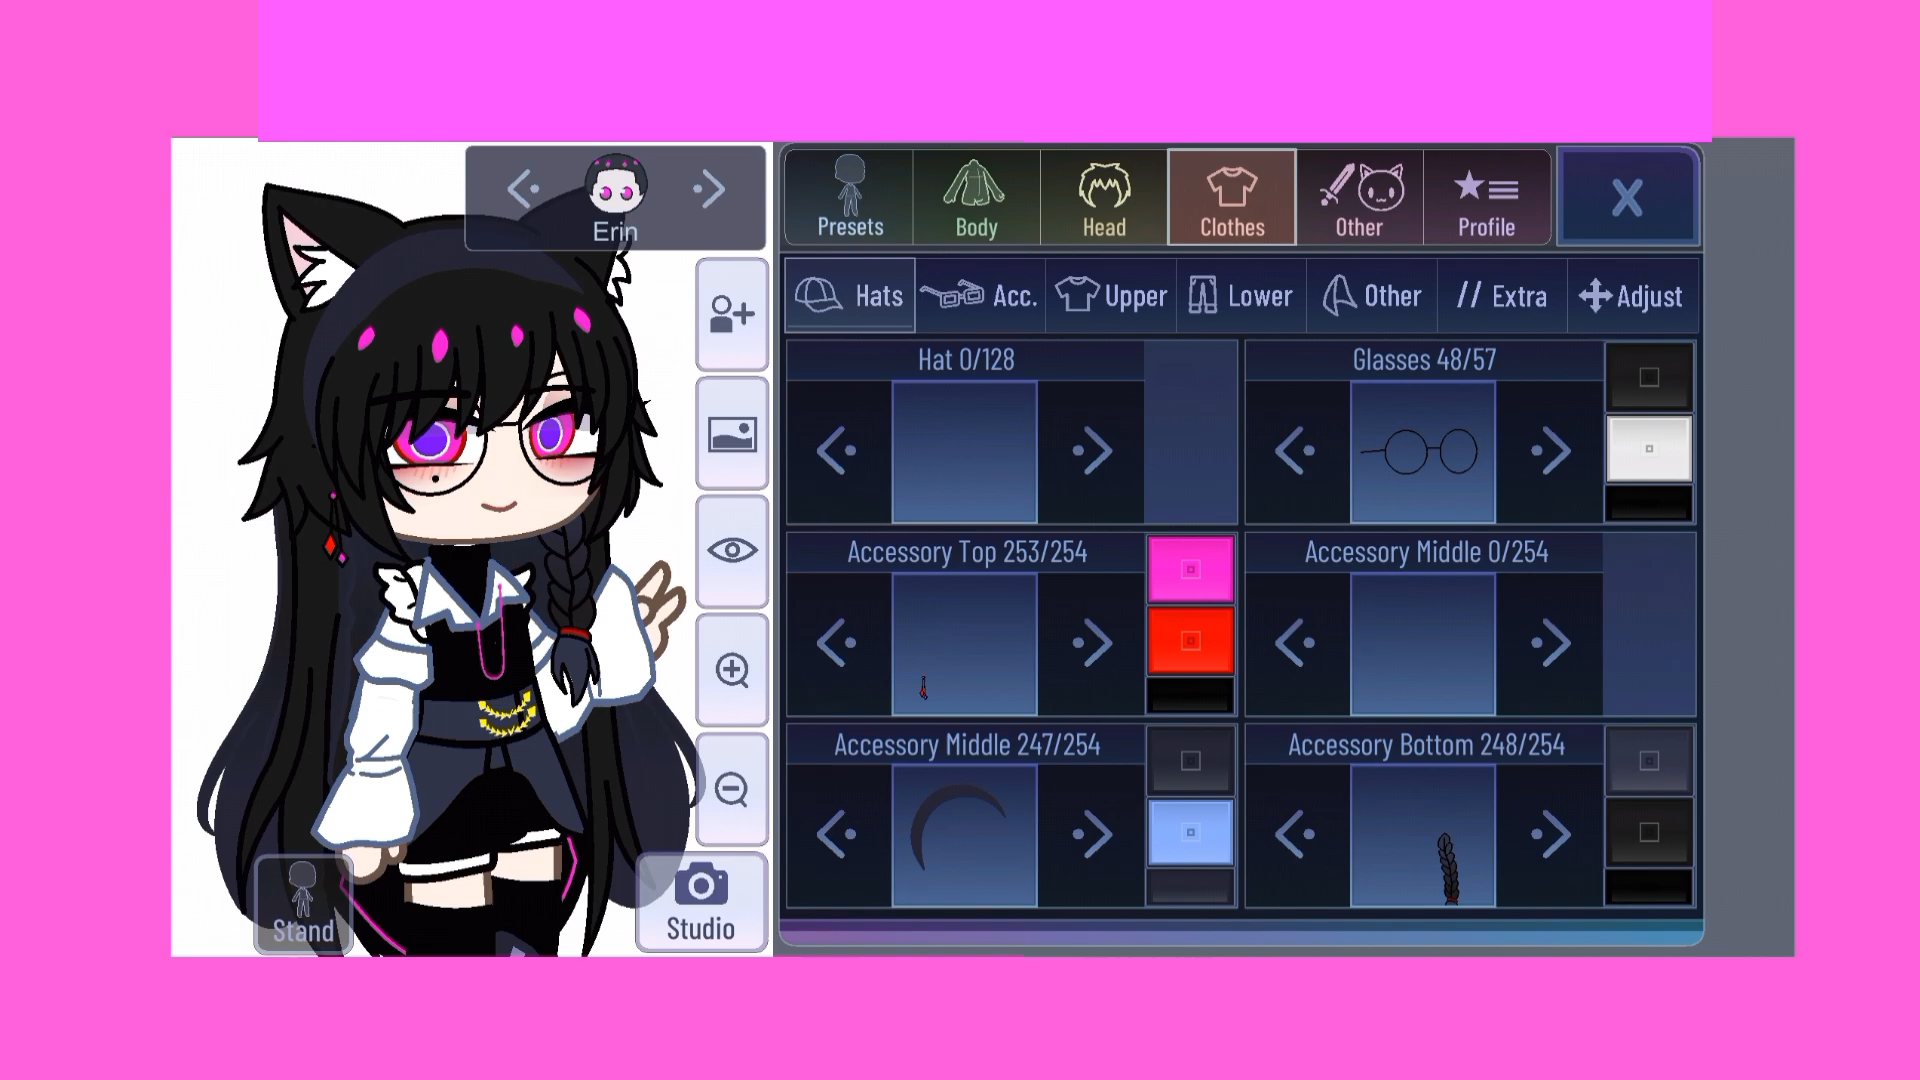 Erin
Presets
Body
Head
Clothes
Other
Profile
X
Hats
Acc.
Upper
Lower
Other
Extra
Adjust
Hat 0/128
Glasses 48/57
Accessory Top 253/254
Accessory Middle 0/254
Accessory Middle 247/254
Accessory Bottom 248/254
Stand
Studio